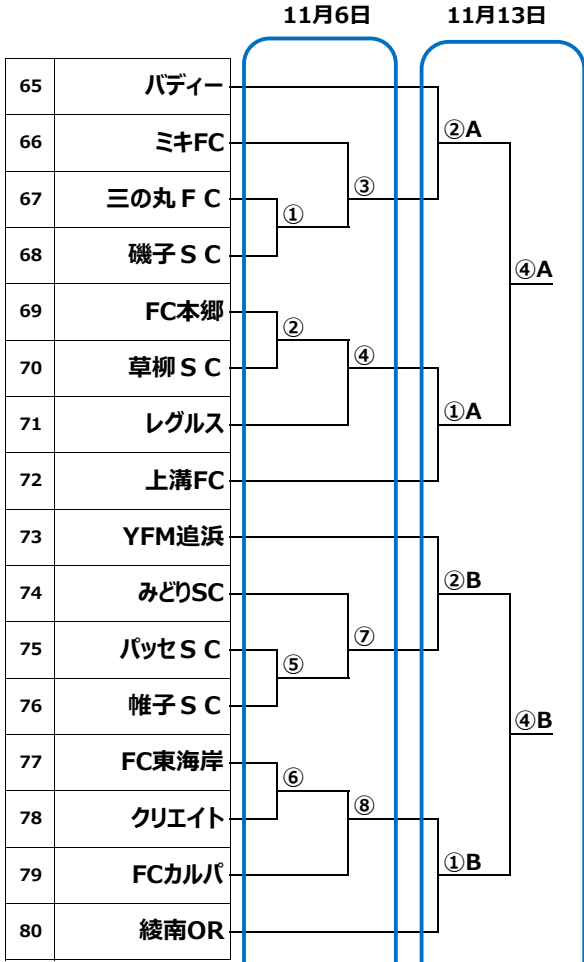 11月6日 11月13日
65 バディー
②A
66 ミキFC
③
67 三の丸ＦＣ
①
68 磯子ＳＣ
④A
69 FC本郷
②
④
70 草柳ＳＣ
71 レグルス
①A
72 上溝FC
73 YFM追浜
②B
74 みどりSC
⑦
75 パッセＳＣ
⑤
76 帷子ＳＣ
④B
77 FC東海岸
⑥
⑧
78 クリエイト
79 FCカルパ
①B
80 綾南OR